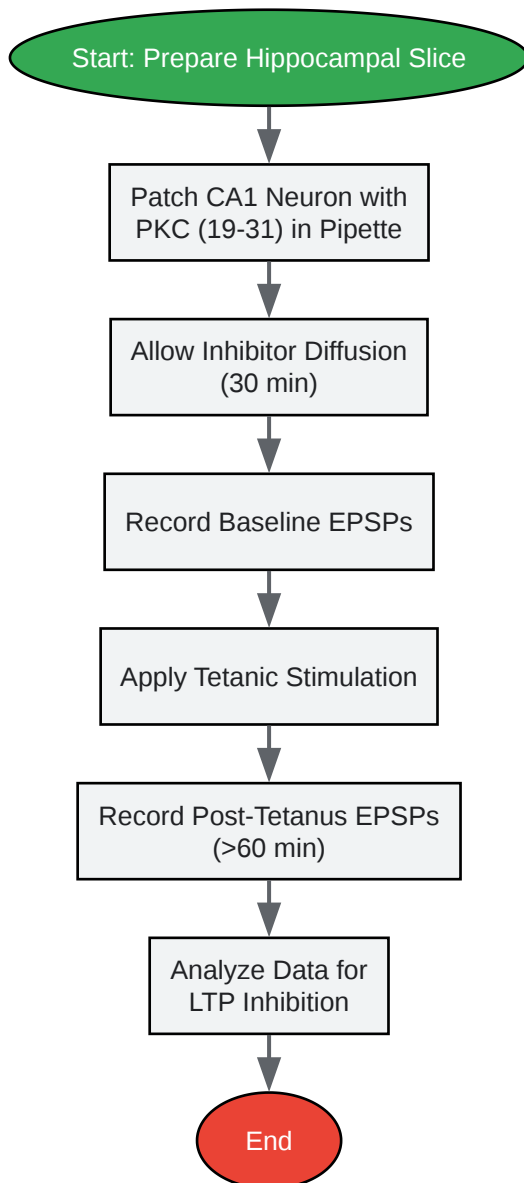 Start: Prepare Hippocampal Slice
Patch CA1 Neuron with
PKC (19-31) in Pipette
Allow Inhibitor Diffusion
(30 min)
Record Baseline EPSPs
Apply Tetanic Stimulation
Record Post-Tetanus EPSPs
(>60 min)
Analyze Data for
LTP Inhibition
End